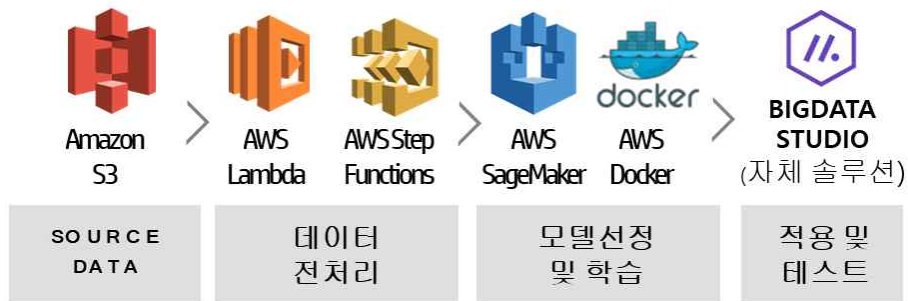 docker
Amazon
S3
AWS
Lambda
AWS Step
Functions
AWS
SageMaker
AWS
Docker
BIGDATA
STUDIO
(자체 솔루션)
SOURCE
DATA
데이터
전처리
모델선정
및 학습
적용 및
테스트